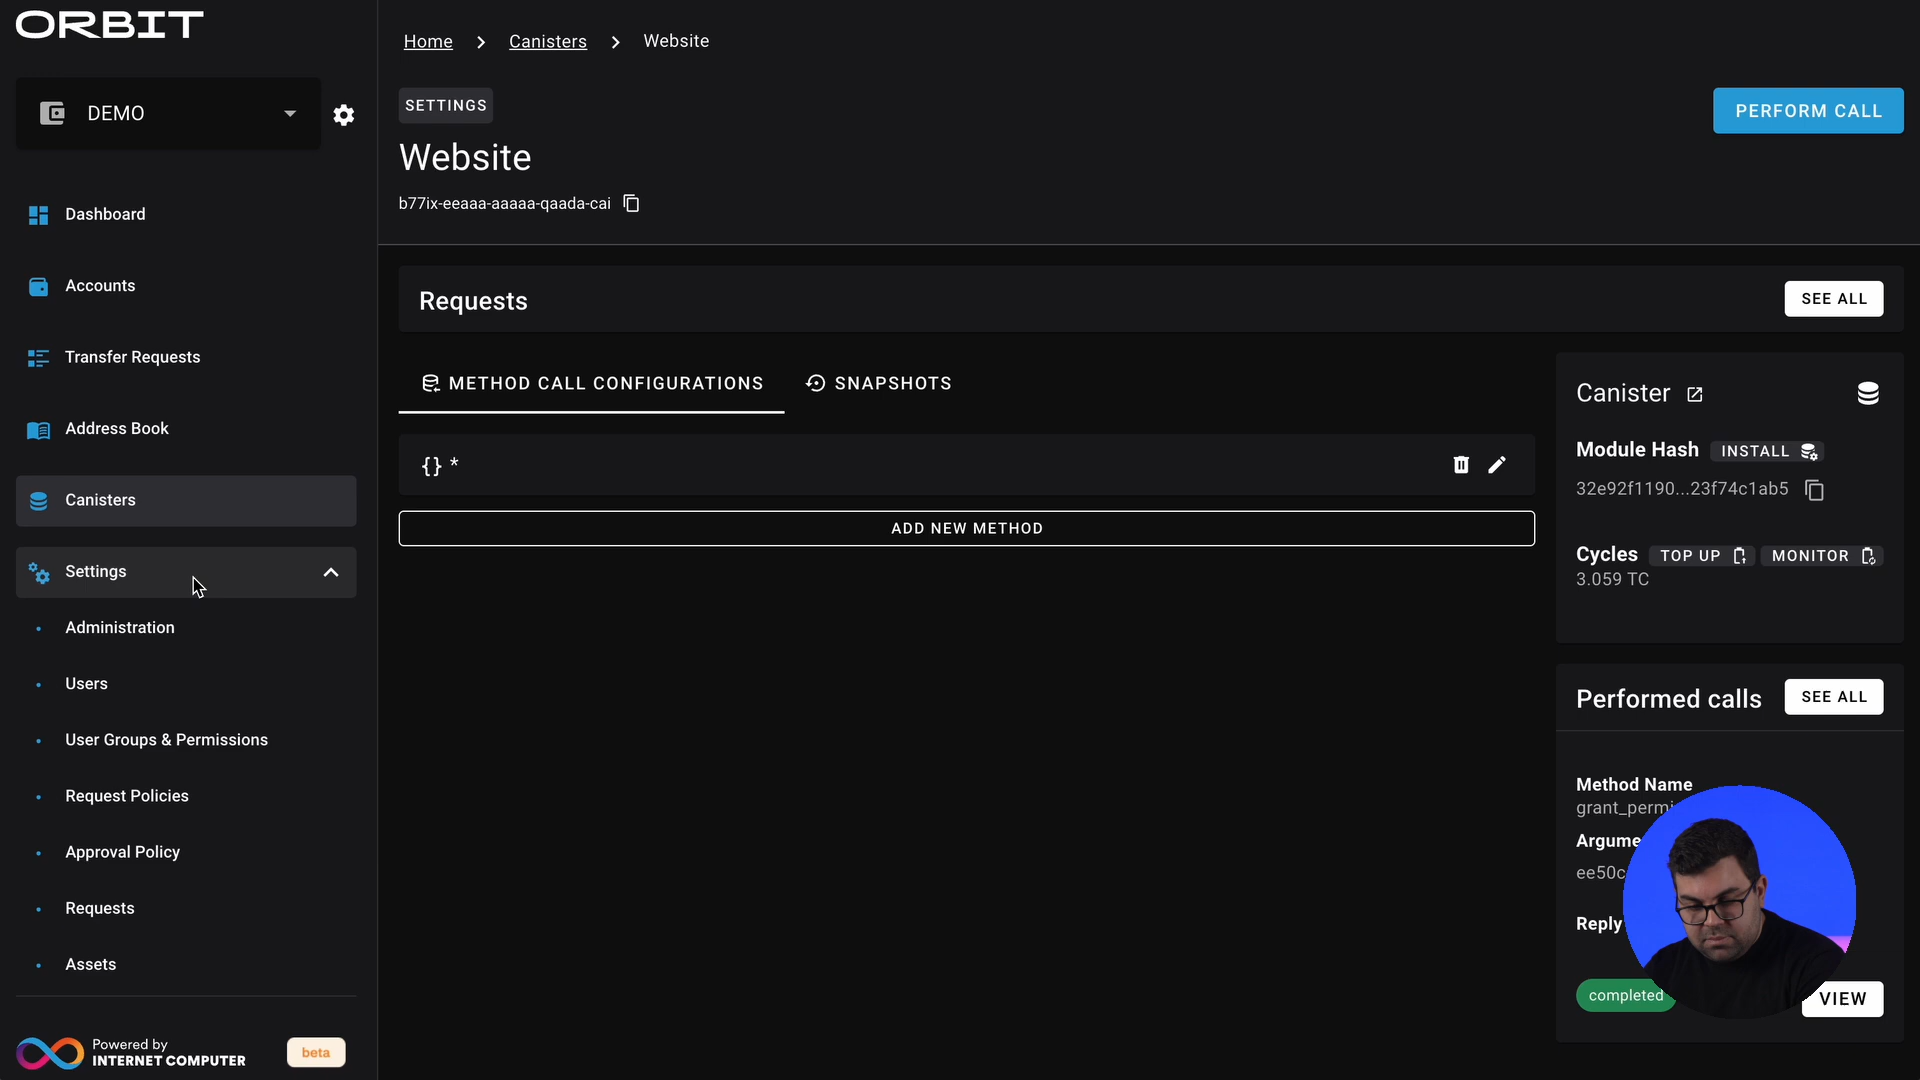 ORBIT
DEMO
Dashboard
Accounts
Transfer Requests
Address Book
Canisters
Settings
Administration
Users
User Groups & Permissions
Request Policies
Approval Policy
Requests
Assets
Powered by
INTERNET COMPUTER
beta
Home > Canisters > Website
SETTINGS
Website
b77ix-eeaaa-aaaaa-qaada-cai
PERFORM CALL
Requests
SEE ALL
METHOD CALL CONFIGURATIONS
SNAPSHOTS
{} *
ADD NEW METHOD
Canister
Module Hash INSTALL
32e92f1190...23f74c1ab5
Cycles TOP UP MONITOR
3.059 TC
Performed calls
SEE ALL
Method Name
grant_permi
Argume
ee50c
Reply
completed
VIEW